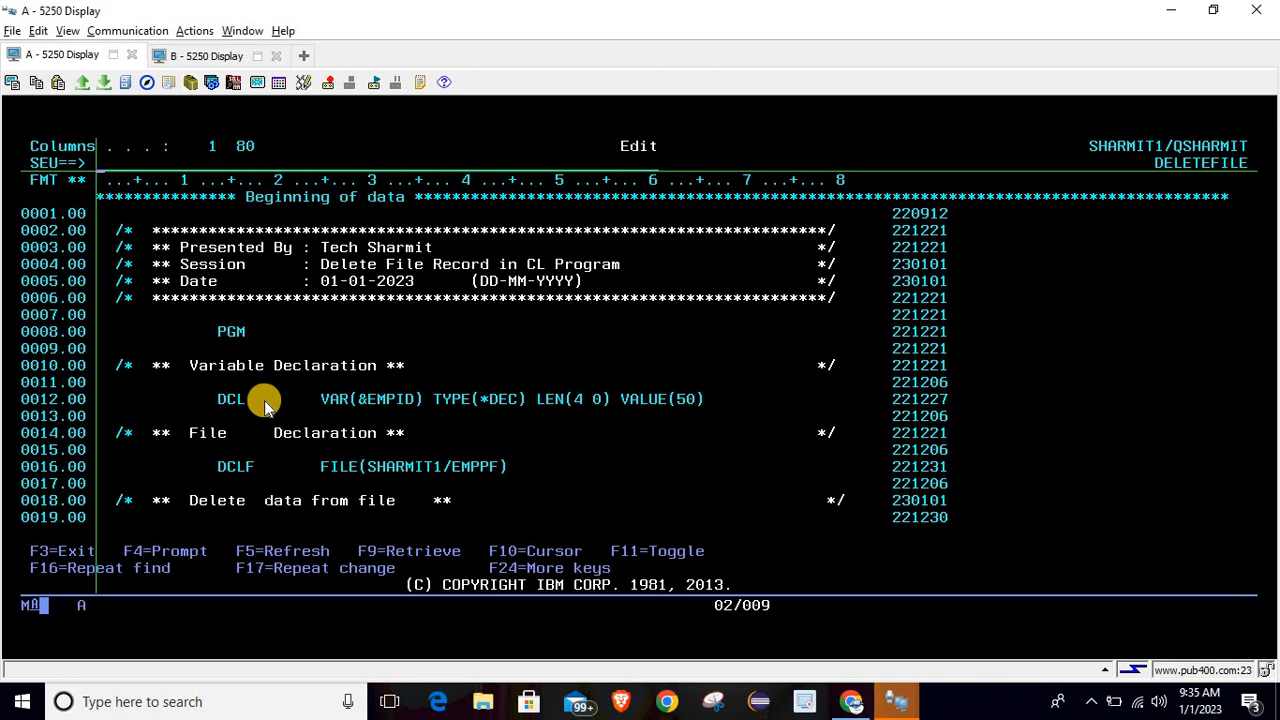 A - 5250 Display
File Edit View Communication Actions Window Help
A - 5250 Display B - 5250 Display
Columns . . . : 1 80 Edit SHARMIT1/QSHARMIT
SEU==> DELETEFILE
FMT ** ...+... 1 ...+... 2 ...+... 3 ...+... 4 ...+... 5 ...+... 6 ...+... 7 ...+... 8
*************** Beginning of data ***************************************************************************************
0001.00 220912
0002.00 /* ************************************************************************/ 221221
0003.00 /* ** Presented By : Tech Sharmit */ 221221
0004.00 /* ** Session : Delete File Record in CL Program */ 230101
0005.00 /* ** Date : 01-01-2023 (DD-MM-YYYY) */ 230101
0006.00 /* ************************************************************************/ 221221
0007.00 221221
0008.00 PGM 221221
0009.00 221221
0010.00 /* ** Variable Declaration ** */ 221221
0011.00 221206
0012.00 DCL VAR(&EMPID) TYPE(*DEC) LEN(4 0) VALUE(50) 221227
0013.00 221206
0014.00 /* ** File Declaration ** */ 221221
0015.00 221206
0016.00 DCLF FILE(SHARMIT1/EMPPF) 221231
0017.00 221206
0018.00 /* ** Delete data from file ** */ 230101
0019.00 221230
F3=Exit F4=Prompt F5=Refresh F9=Retrieve F10=Cursor F11=Toggle
F16=Repeat find F17=Repeat change F24=More keys
(C) COPYRIGHT IBM CORP. 1981, 2013.
MA A 02/009
www.pub400.com:23
Type here to search 99+ 9:35 AM
1/1/2023 3